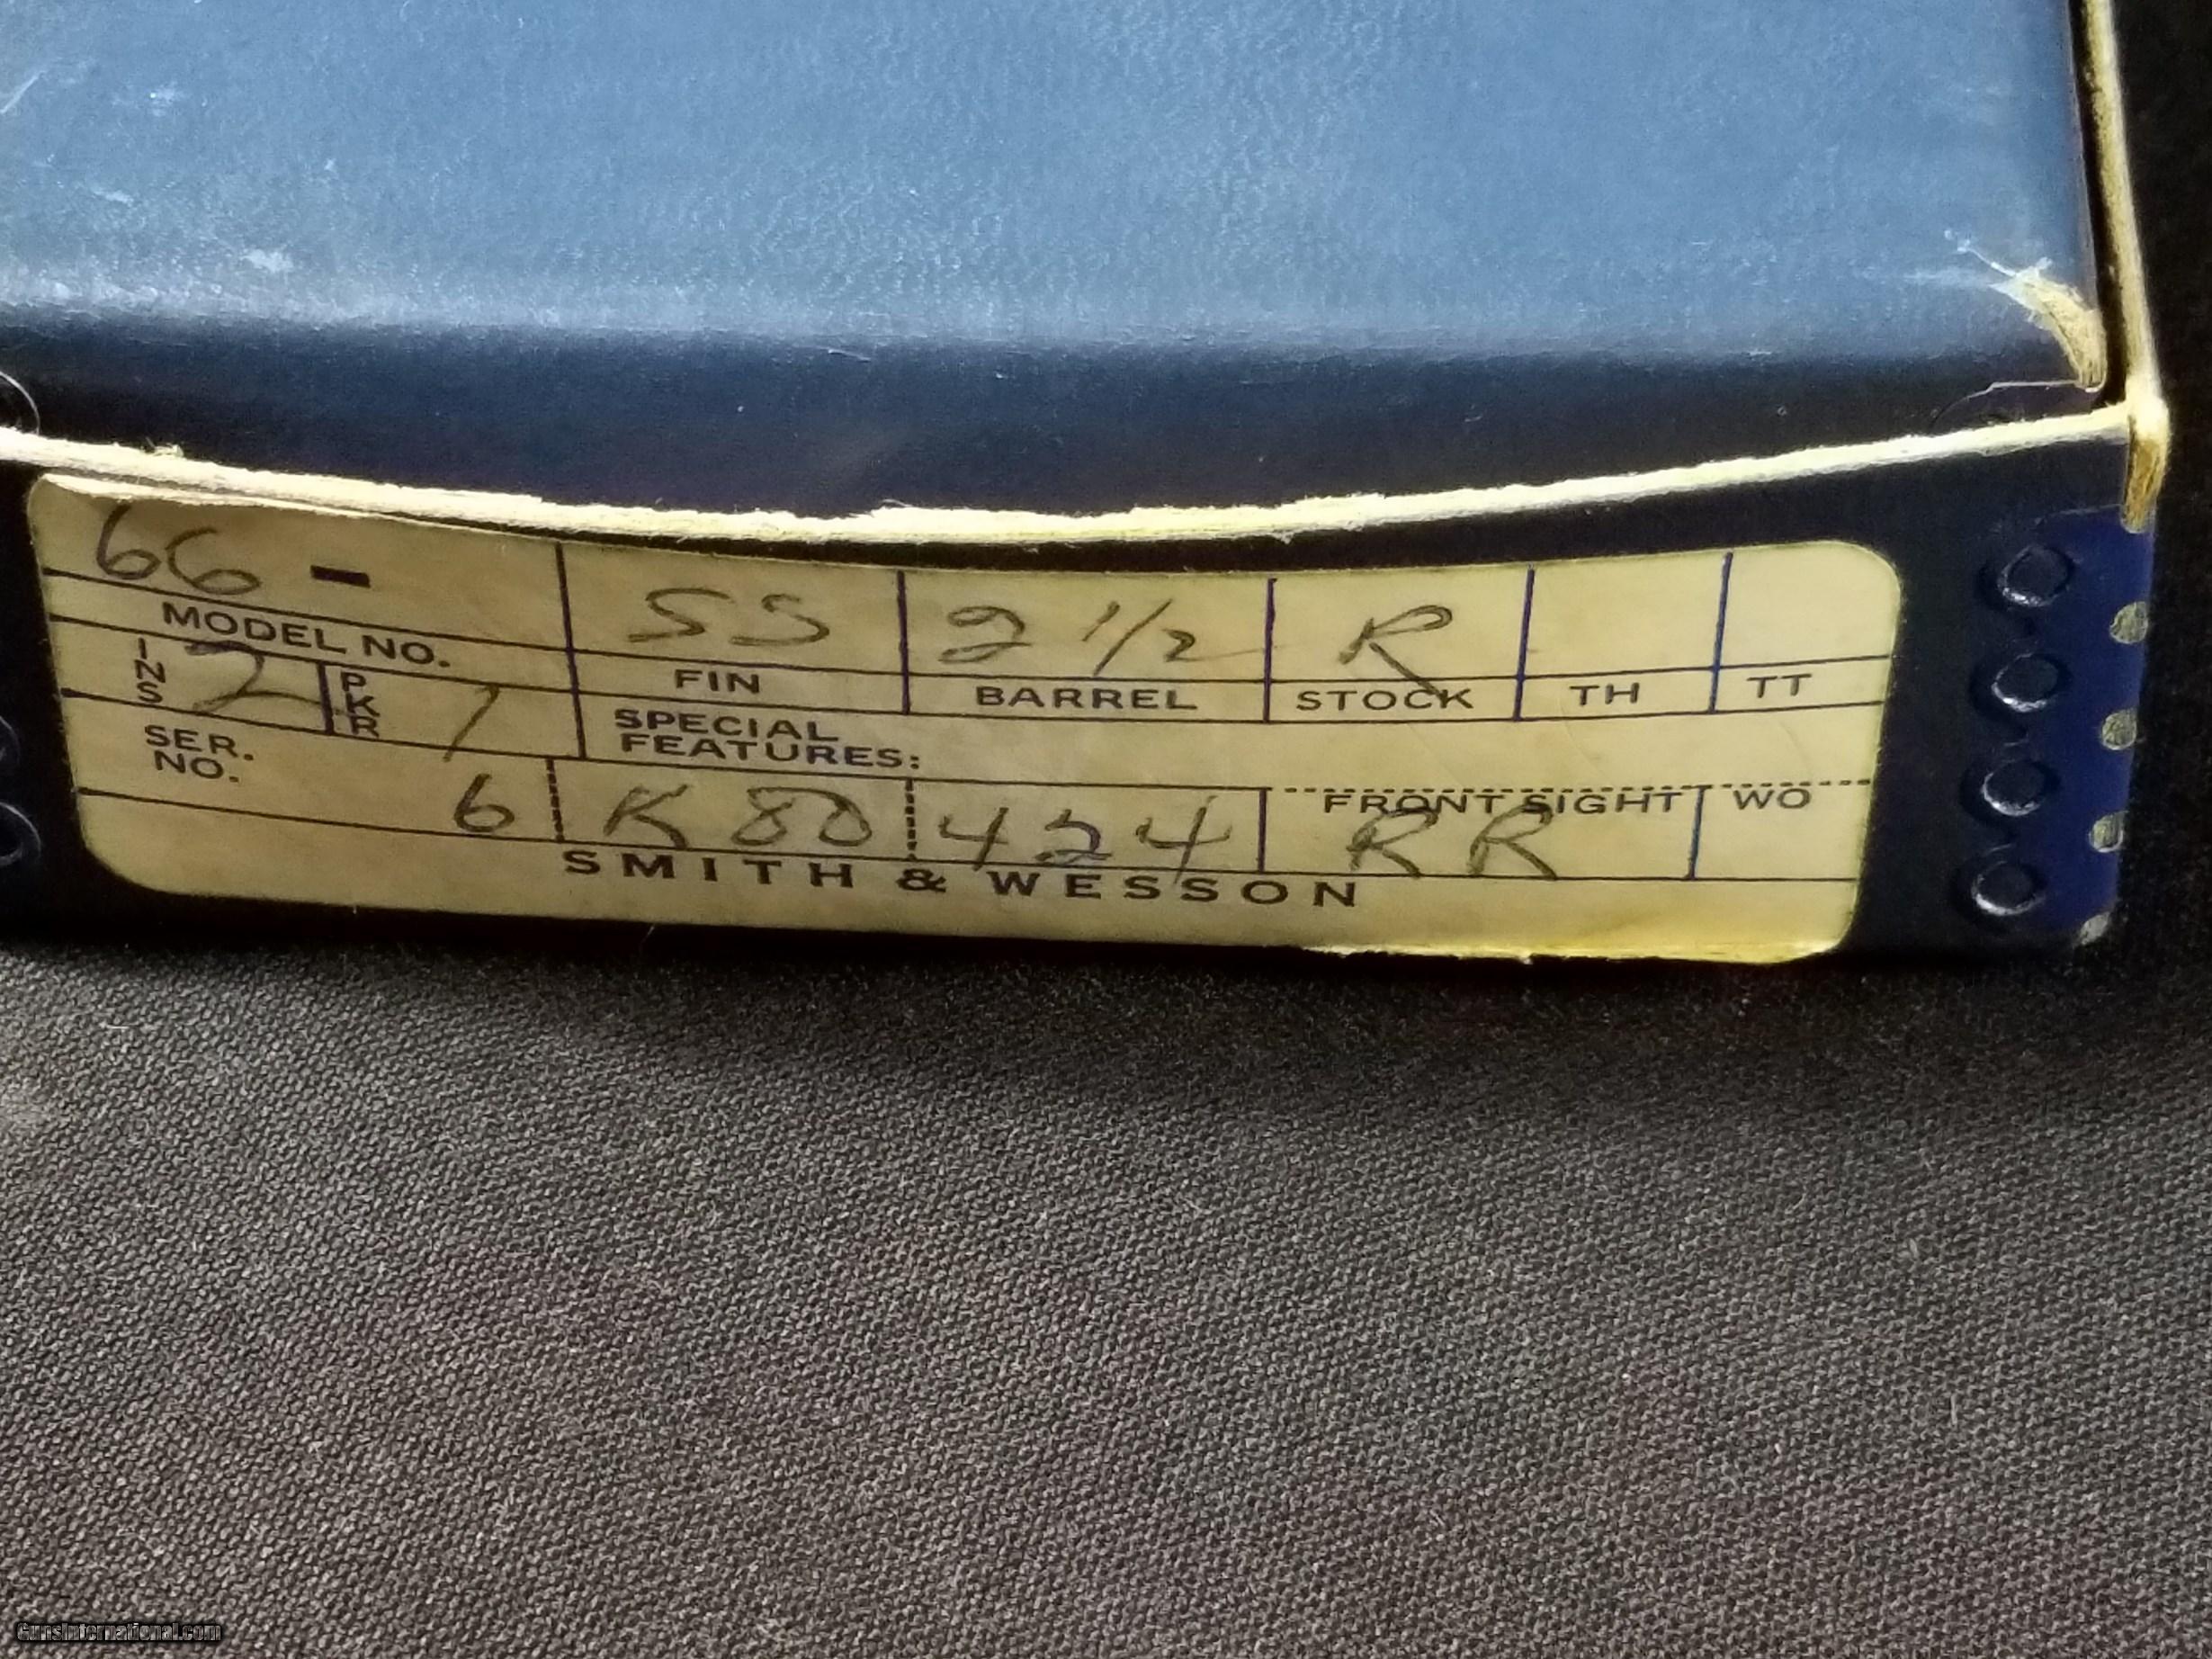 66 - SS 2 1/2 R
MODEL NO. FIN BARREL STOCK TH TT
INS 2 PKR 1 SPECIAL FEATURES:
SER. NO. 6 K80 424 FRONT SIGHT RR WO
SMITH & WESSON
GunsInternational.com